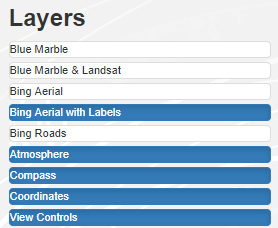 Layers
Blue Marble
Blue Marble & Landsat
Bing Aerial
Bing Aerial with Labels
Bing Roads
Atmosphere
Compass
Coordinates
View Controls